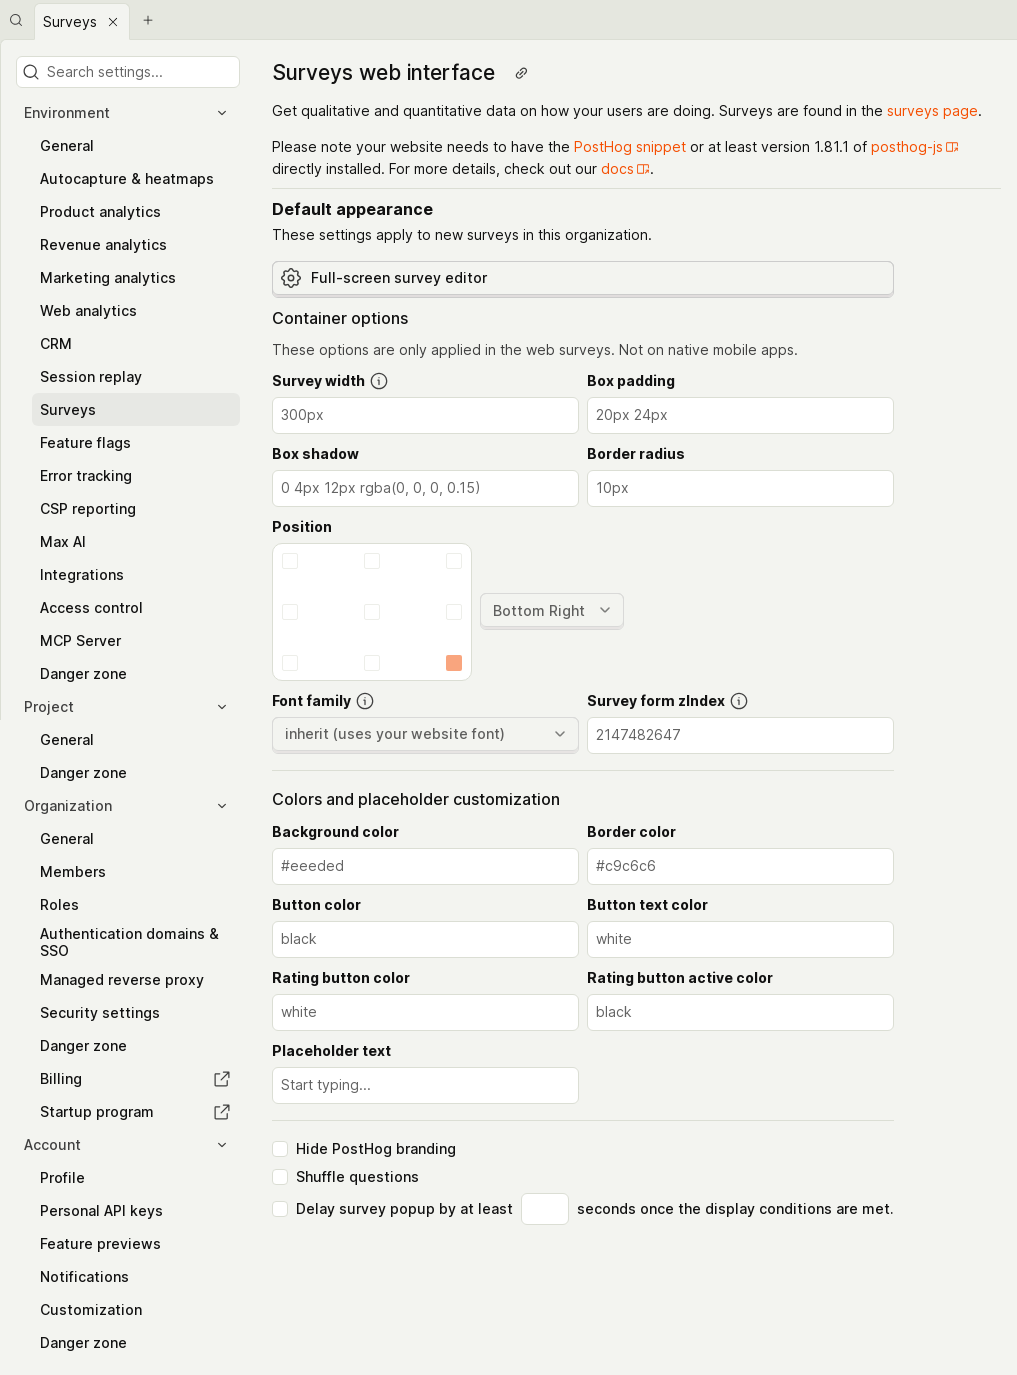 Surveys
Search settings...
Environment
General
Autocapture & heatmaps
Product analytics
Revenue analytics
Marketing analytics
Web analytics
CRM
Session replay
Surveys
Feature flags
Error tracking
CSP reporting
Max AI
Integrations
Access control
MCP Server
Danger zone
Project
General
Danger zone
Organization
General
Members
Roles
Authentication domains &
SSO
Managed reverse proxy
Security settings
Danger zone
Billing
Startup program
Account
Profile
Personal API keys
Feature previews
Notifications
Customization
Danger zone
Surveys web interface
Get qualitative and quantitative data on how your users are doing. Surveys are found in the surveys page.
Please note your website needs to have the PostHog snippet or at least version 1.81.1 of posthog-js
directly installed. For more details, check out our docs.
Default appearance
These settings apply to new surveys in this organization.
Full-screen survey editor
Container options
These options are only applied in the web surveys. Not on native mobile apps.
Survey width
Box padding
300px
20px 24px
Box shadow
Border radius
0 4px 12px rgba(0, 0, 0, 0.15)
10px
Position
Bottom Right
Font family
Survey form zIndex
inherit (uses your website font)
2147482647
Colors and placeholder customization
Background color
Border color
#eeeded
#c9c6c6
Button color
Button text color
black
white
Rating button color
Rating button active color
white
black
Placeholder text
Start typing...
Hide PostHog branding
Shuffle questions
Delay survey popup by at least seconds once the display conditions are met.